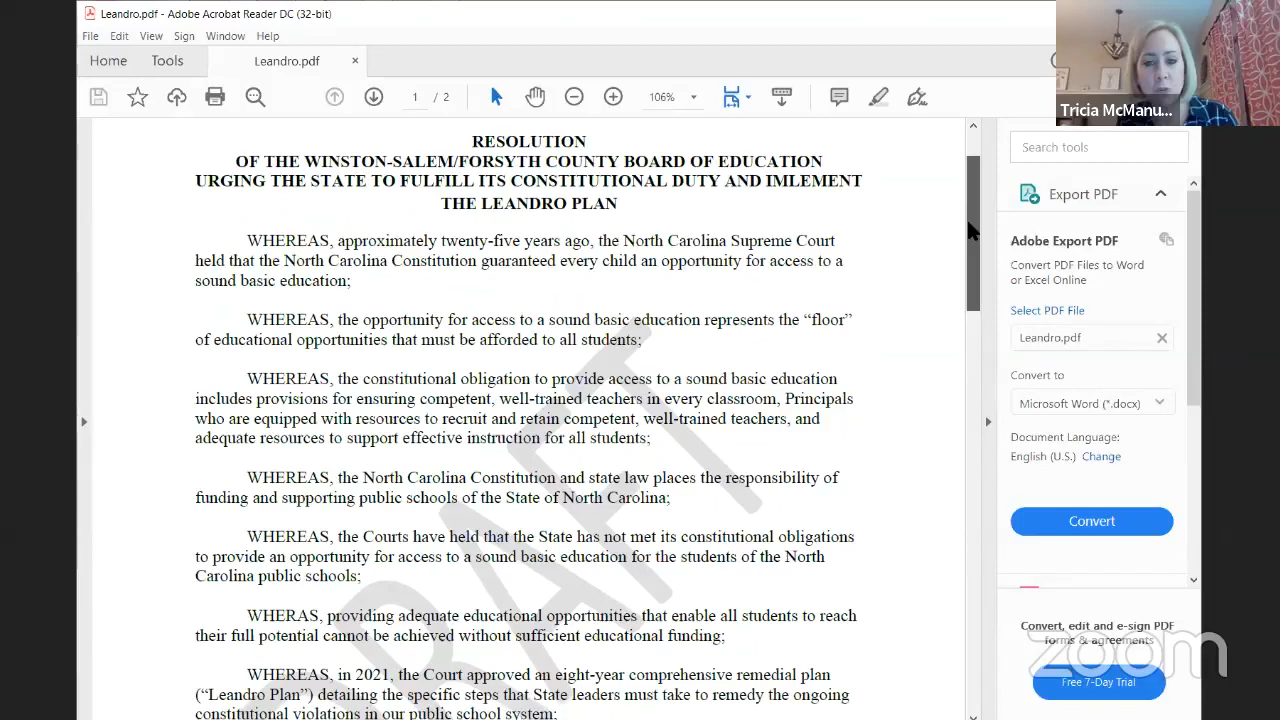 Leandro.pdf - Adobe Acrobat Reader DC (32-bit)
File Edit View Sign Window Help
Home Tools Leandro.pdf ×
1 / 2 106%
Tricia McManu...
RESOLUTION
OF THE WINSTON-SALEM/FORSYTH COUNTY BOARD OF EDUCATION
URGING THE STATE TO FULFILL ITS CONSTITUTIONAL DUTY AND IMLEMENT
THE LEANDRO PLAN
WHEREAS, approximately twenty-five years ago, the North Carolina Supreme Court
held that the North Carolina Constitution guaranteed every child an opportunity for access to a
sound basic education;
WHEREAS, the opportunity for access to a sound basic education represents the “floor”
of educational opportunities that must be afforded to all students;
WHEREAS, the constitutional obligation to provide access to a sound basic education
includes provisions for ensuring competent, well-trained teachers in every classroom, Principals
who are equipped with resources to recruit and retain competent, well-trained teachers, and
adequate resources to support effective instruction for all students;
WHEREAS, the North Carolina Constitution and state law places the responsibility of
funding and supporting public schools of the State of North Carolina;
WHEREAS, the Courts have held that the State has not met its constitutional obligations
to provide an opportunity for access to a sound basic education for the students of the North
Carolina public schools;
WHERAS, providing adequate educational opportunities that enable all students to reach
their full potential cannot be achieved without sufficient educational funding;
WHEREAS, in 2021, the Court approved an eight-year comprehensive remedial plan
(“Leandro Plan”) detailing the specific steps that State leaders must take to remedy the ongoing
constitutional violations in our public school system;
DRAFT
Search tools
Export PDF
Adobe Export PDF
Convert PDF Files to Word
or Excel Online
Select PDF File
Leandro.pdf
Convert to
Microsoft Word (*.docx)
Document Language:
English (U.S.) Change
Convert
Convert, edit and e-sign PDF
forms & agreements
Free 7-Day Trial
zoom